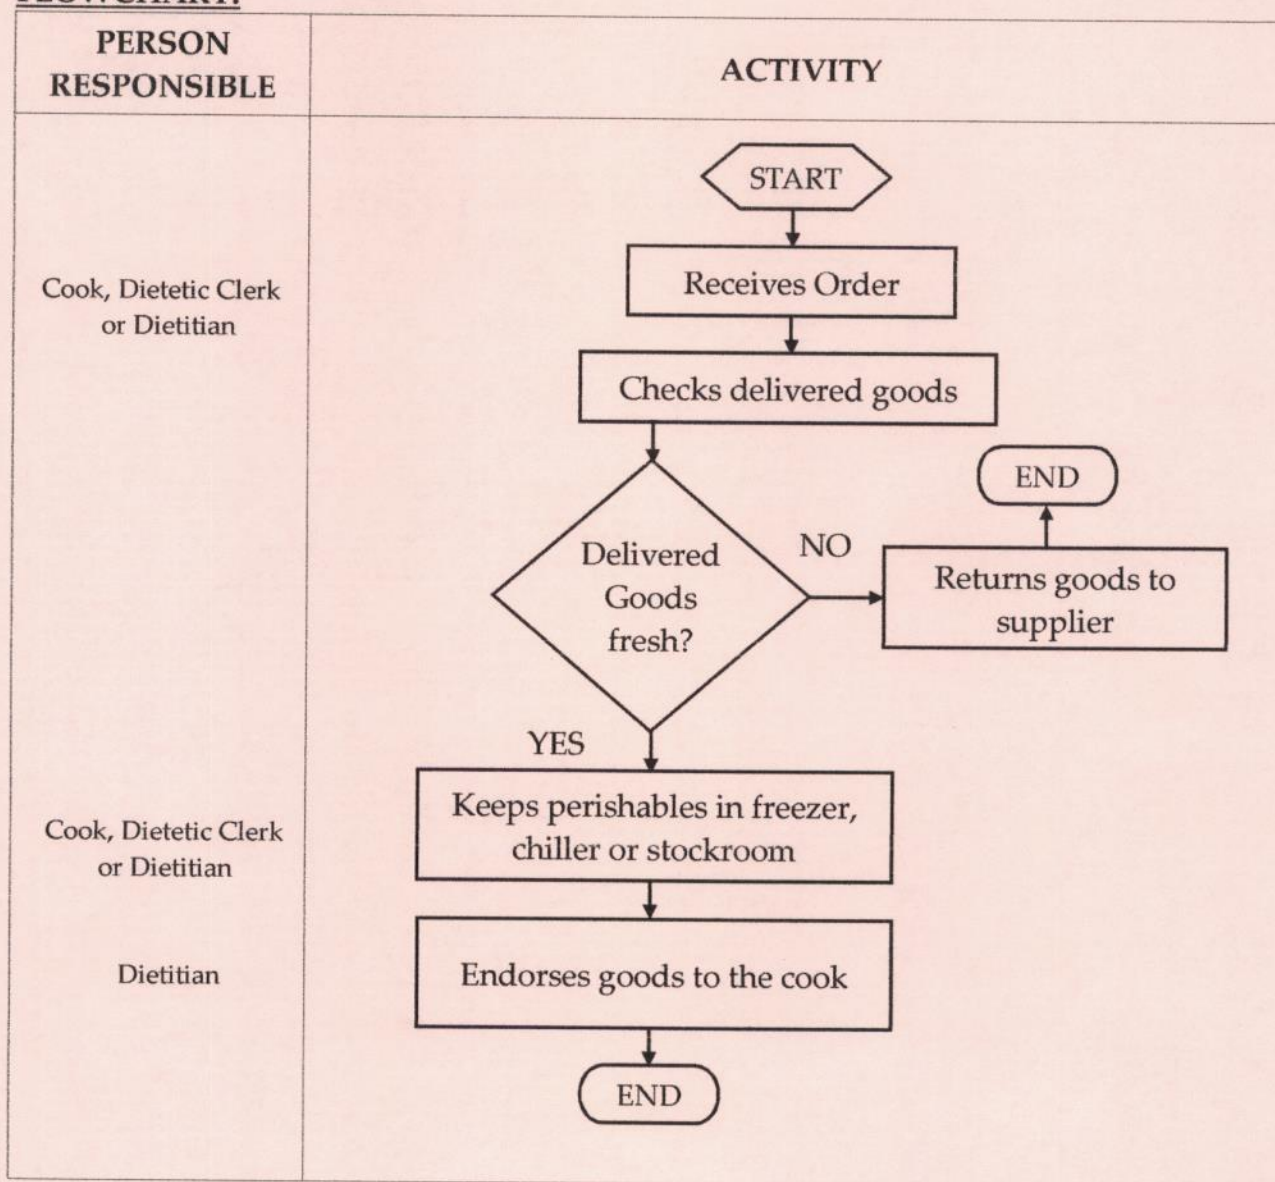 FLOWCHART:
PERSON
RESPONSIBLE
ACTIVITY
START
Cook, Dietetic Clerk
or Dietitian
Receives Order
Checks delivered goods
Delivered
Goods
fresh?
NO
END
Returns goods to
supplier
YES
Cook, Dietetic Clerk
or Dietitian
Keeps perishables in freezer,
chiller or stockroom
Dietitian
Endorses goods to the cook
END